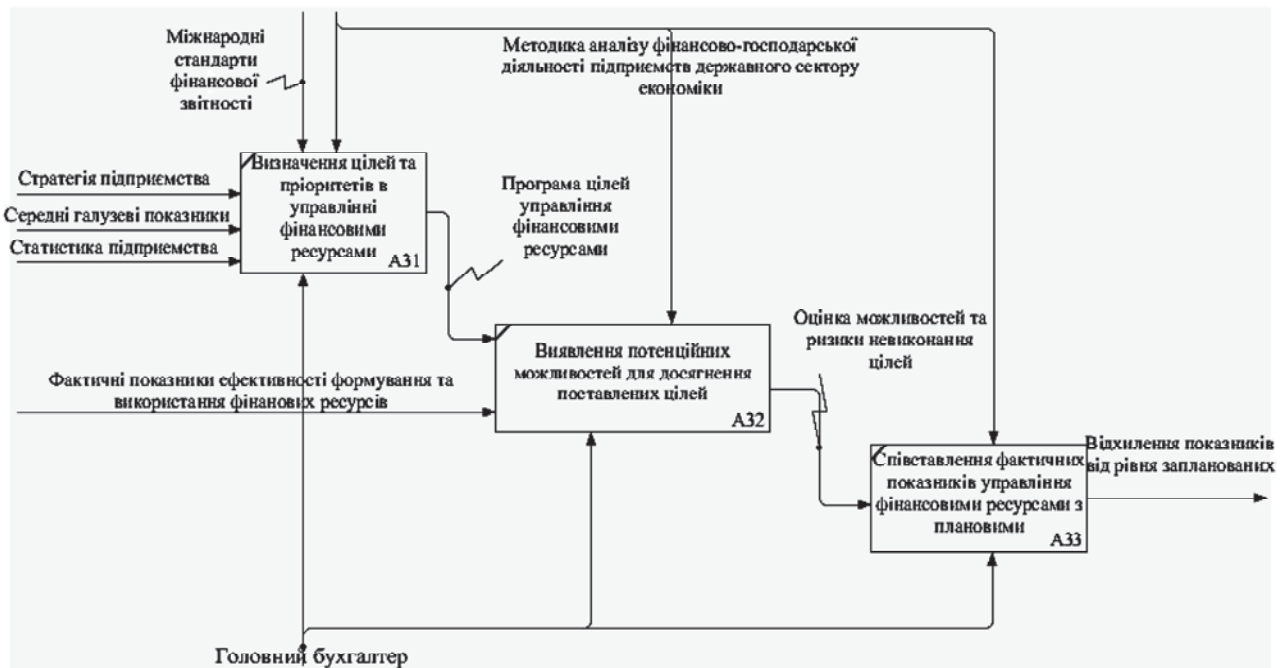 Міжнародні
стандарти
фінансової
звітності
Методика аналізу фінансово-господарської
діяльності підприємств державного сектору
економіки
Стратегія підприємства
Середні галузеві показники
Статистика підприємства
Визначення цілей та
пріоритетів в
управлінні
фінансовими
ресурсами
А31
Програма цілей
управління
фінансовими
ресурсами
Фактичні показники ефективності формування та
використання фінанових ресурсів
Виявлення потенційних
можливостей для досягнення
поставлених цілей
А32
Оцінка можливостей та
ризики невиконання
цілей
Співставлення фактичних
показників управління
фінансовими ресурсами з
плановими
А33
Відхилення показників
від рівня запланованих
Головний бухгалтер